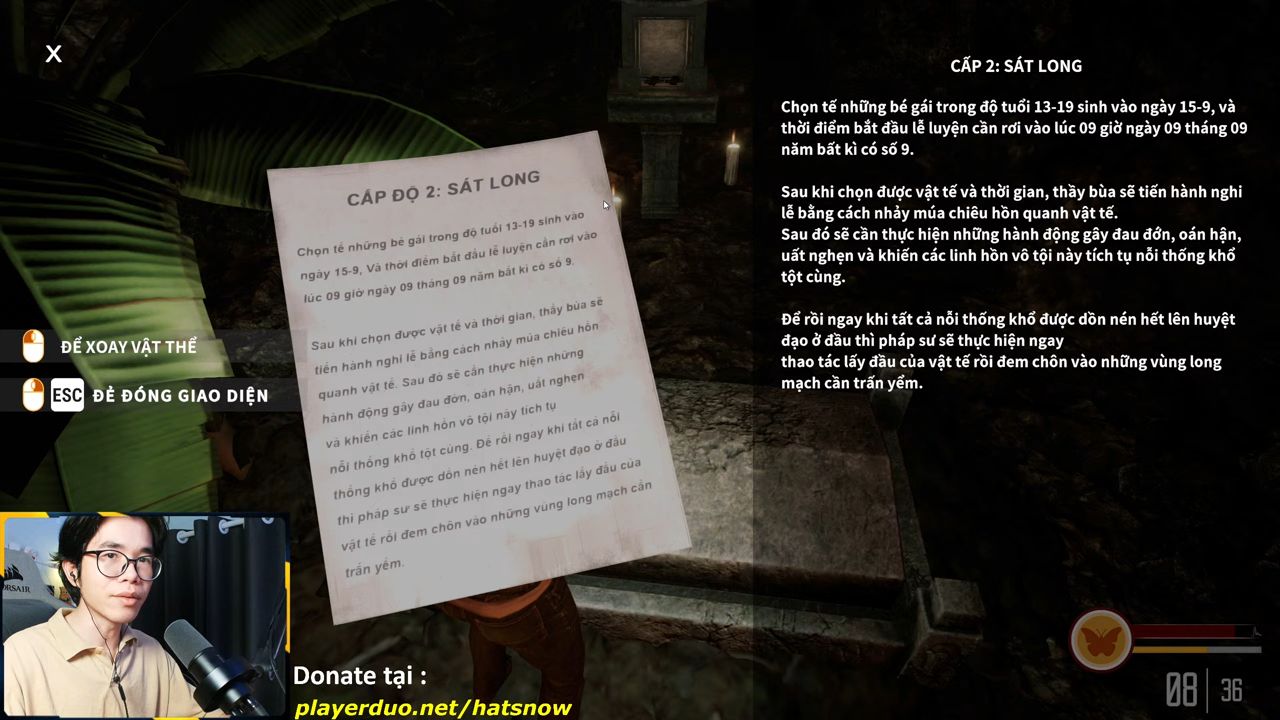 X
CẤP ĐỘ 2: SÁT LONG
Chọn tế những bé gái trong độ tuổi 13-19 sinh vào
ngày 15-9, Và thời điểm bắt đầu lễ luyện cần rơi vào
lúc 09 giờ ngày 09 tháng 09 năm bất kì có số 9.
Sau khi chọn được vật tế và thời gian, thầy bùa sẽ
tiến hành nghi lễ bằng cách nhảy múa chiêu hồn
quanh vật tế. Sau đó sẽ cần thực hiện những
hành động gây đau đớn, oán hận, uất nghẹn
và khiến các linh hồn vô tội này tích tụ
nỗi thống khổ tột cùng. Để rồi ngay khi tất cả nỗi
thống khổ được dồn nén hết lên huyệt đạo ở đầu
thì pháp sư sẽ thực hiện ngay thao tác lấy đầu của
vật tế rồi đem chôn vào những vùng long mạch cần
trấn yểm.
CẤP 2: SÁT LONG
Chọn tế những bé gái trong độ tuổi 13-19 sinh vào ngày 15-9, và
thời điểm bắt đầu lễ luyện cần rơi vào lúc 09 giờ ngày 09 tháng 09
năm bất kì có số 9.
Sau khi chọn được vật tế và thời gian, thầy bùa sẽ tiến hành nghi
lễ bằng cách nhảy múa chiêu hồn quanh vật tế.
Sau đó sẽ cần thực hiện những hành động gây đau đớn, oán hận,
uất nghẹn và khiến các linh hồn vô tội này tích tụ nỗi thống khổ
tột cùng.
Để rồi ngay khi tất cả nỗi thống khổ được dồn nén hết lên huyệt
đạo ở đầu thì pháp sư sẽ thực hiện ngay
thao tác lấy đầu của vật tế rồi đem chôn vào những vùng long
mạch cần trấn yểm.
ĐỂ XOAY VẬT THỂ
ESC ĐẺ ĐÓNG GIAO DIỆN
Donate tại :
playerduo.net/hatsnow
08 36